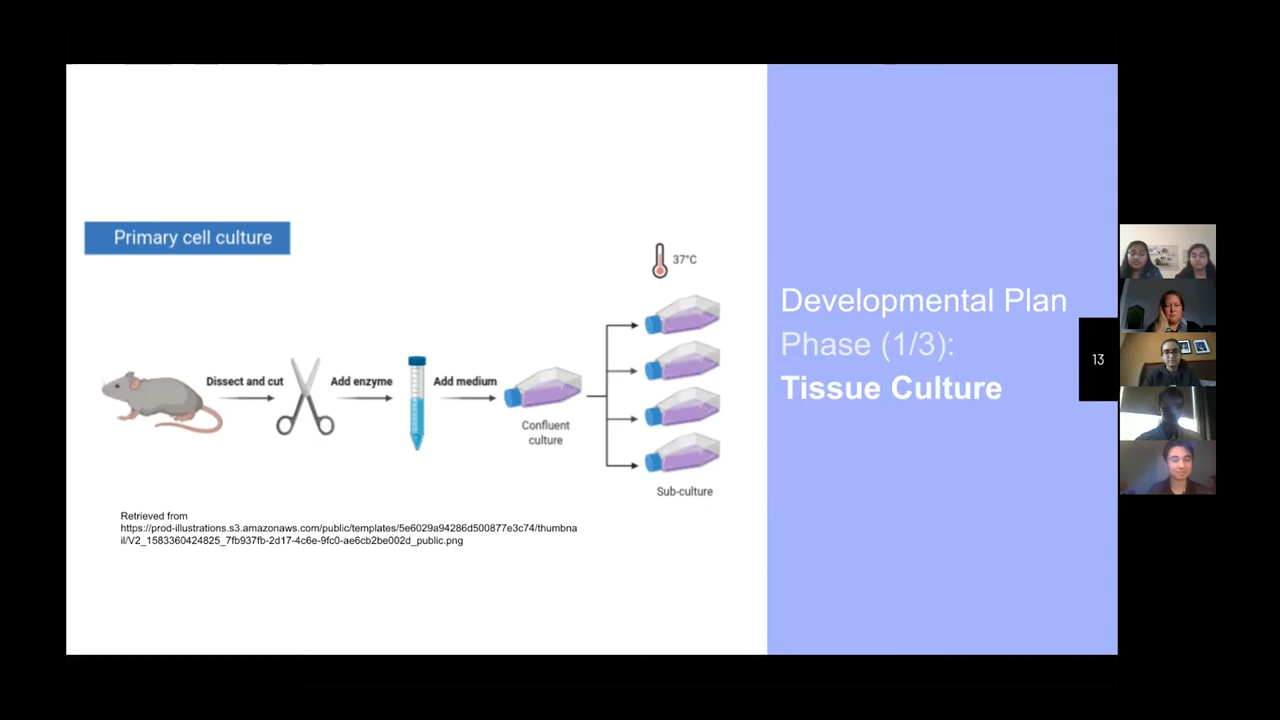 Primary cell culture
37°C
Dissect and cut
Add enzyme
Add medium
Confluent
culture
Sub-culture
Retrieved from
https://prod-illustrations.s3.amazonaws.com/public/templates/5e6029a94286d500877e3c74/thumbna
il/V2_1583360424825_7fb937fb-2d17-4c6e-9fc0-ae6cb2be002d_public.png
Developmental Plan
Phase (1/3):
Tissue Culture
13